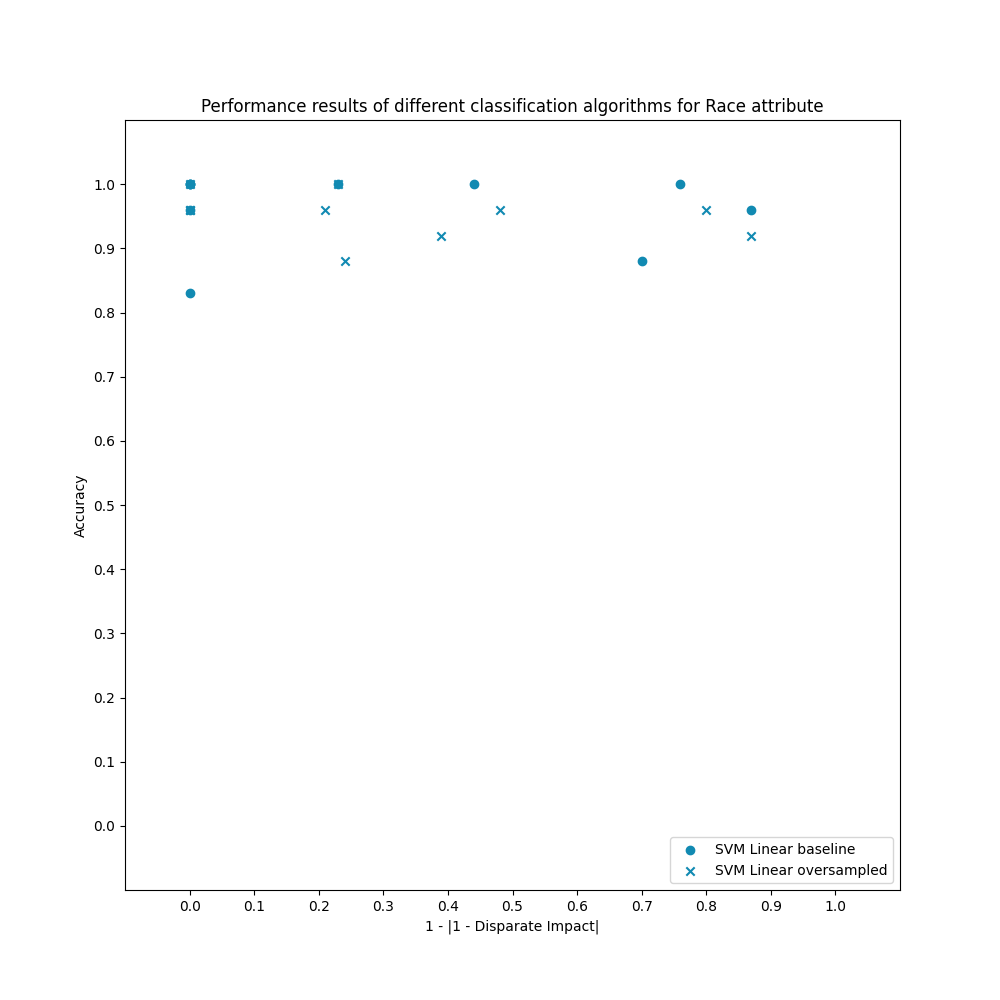 Performance results of different classification algorithms for Race attribute
1.0
0.9
0.8
0.7
0.6
0.5
0.4
0.3
0.2
0.1
0.0
Accuracy
SVM Linear baseline
SVM Linear oversampled
0.0 0.1 0.2 0.3 0.4 0.5 0.6 0.7 0.8 0.9 1.0
1 - |1 - Disparate Impact|